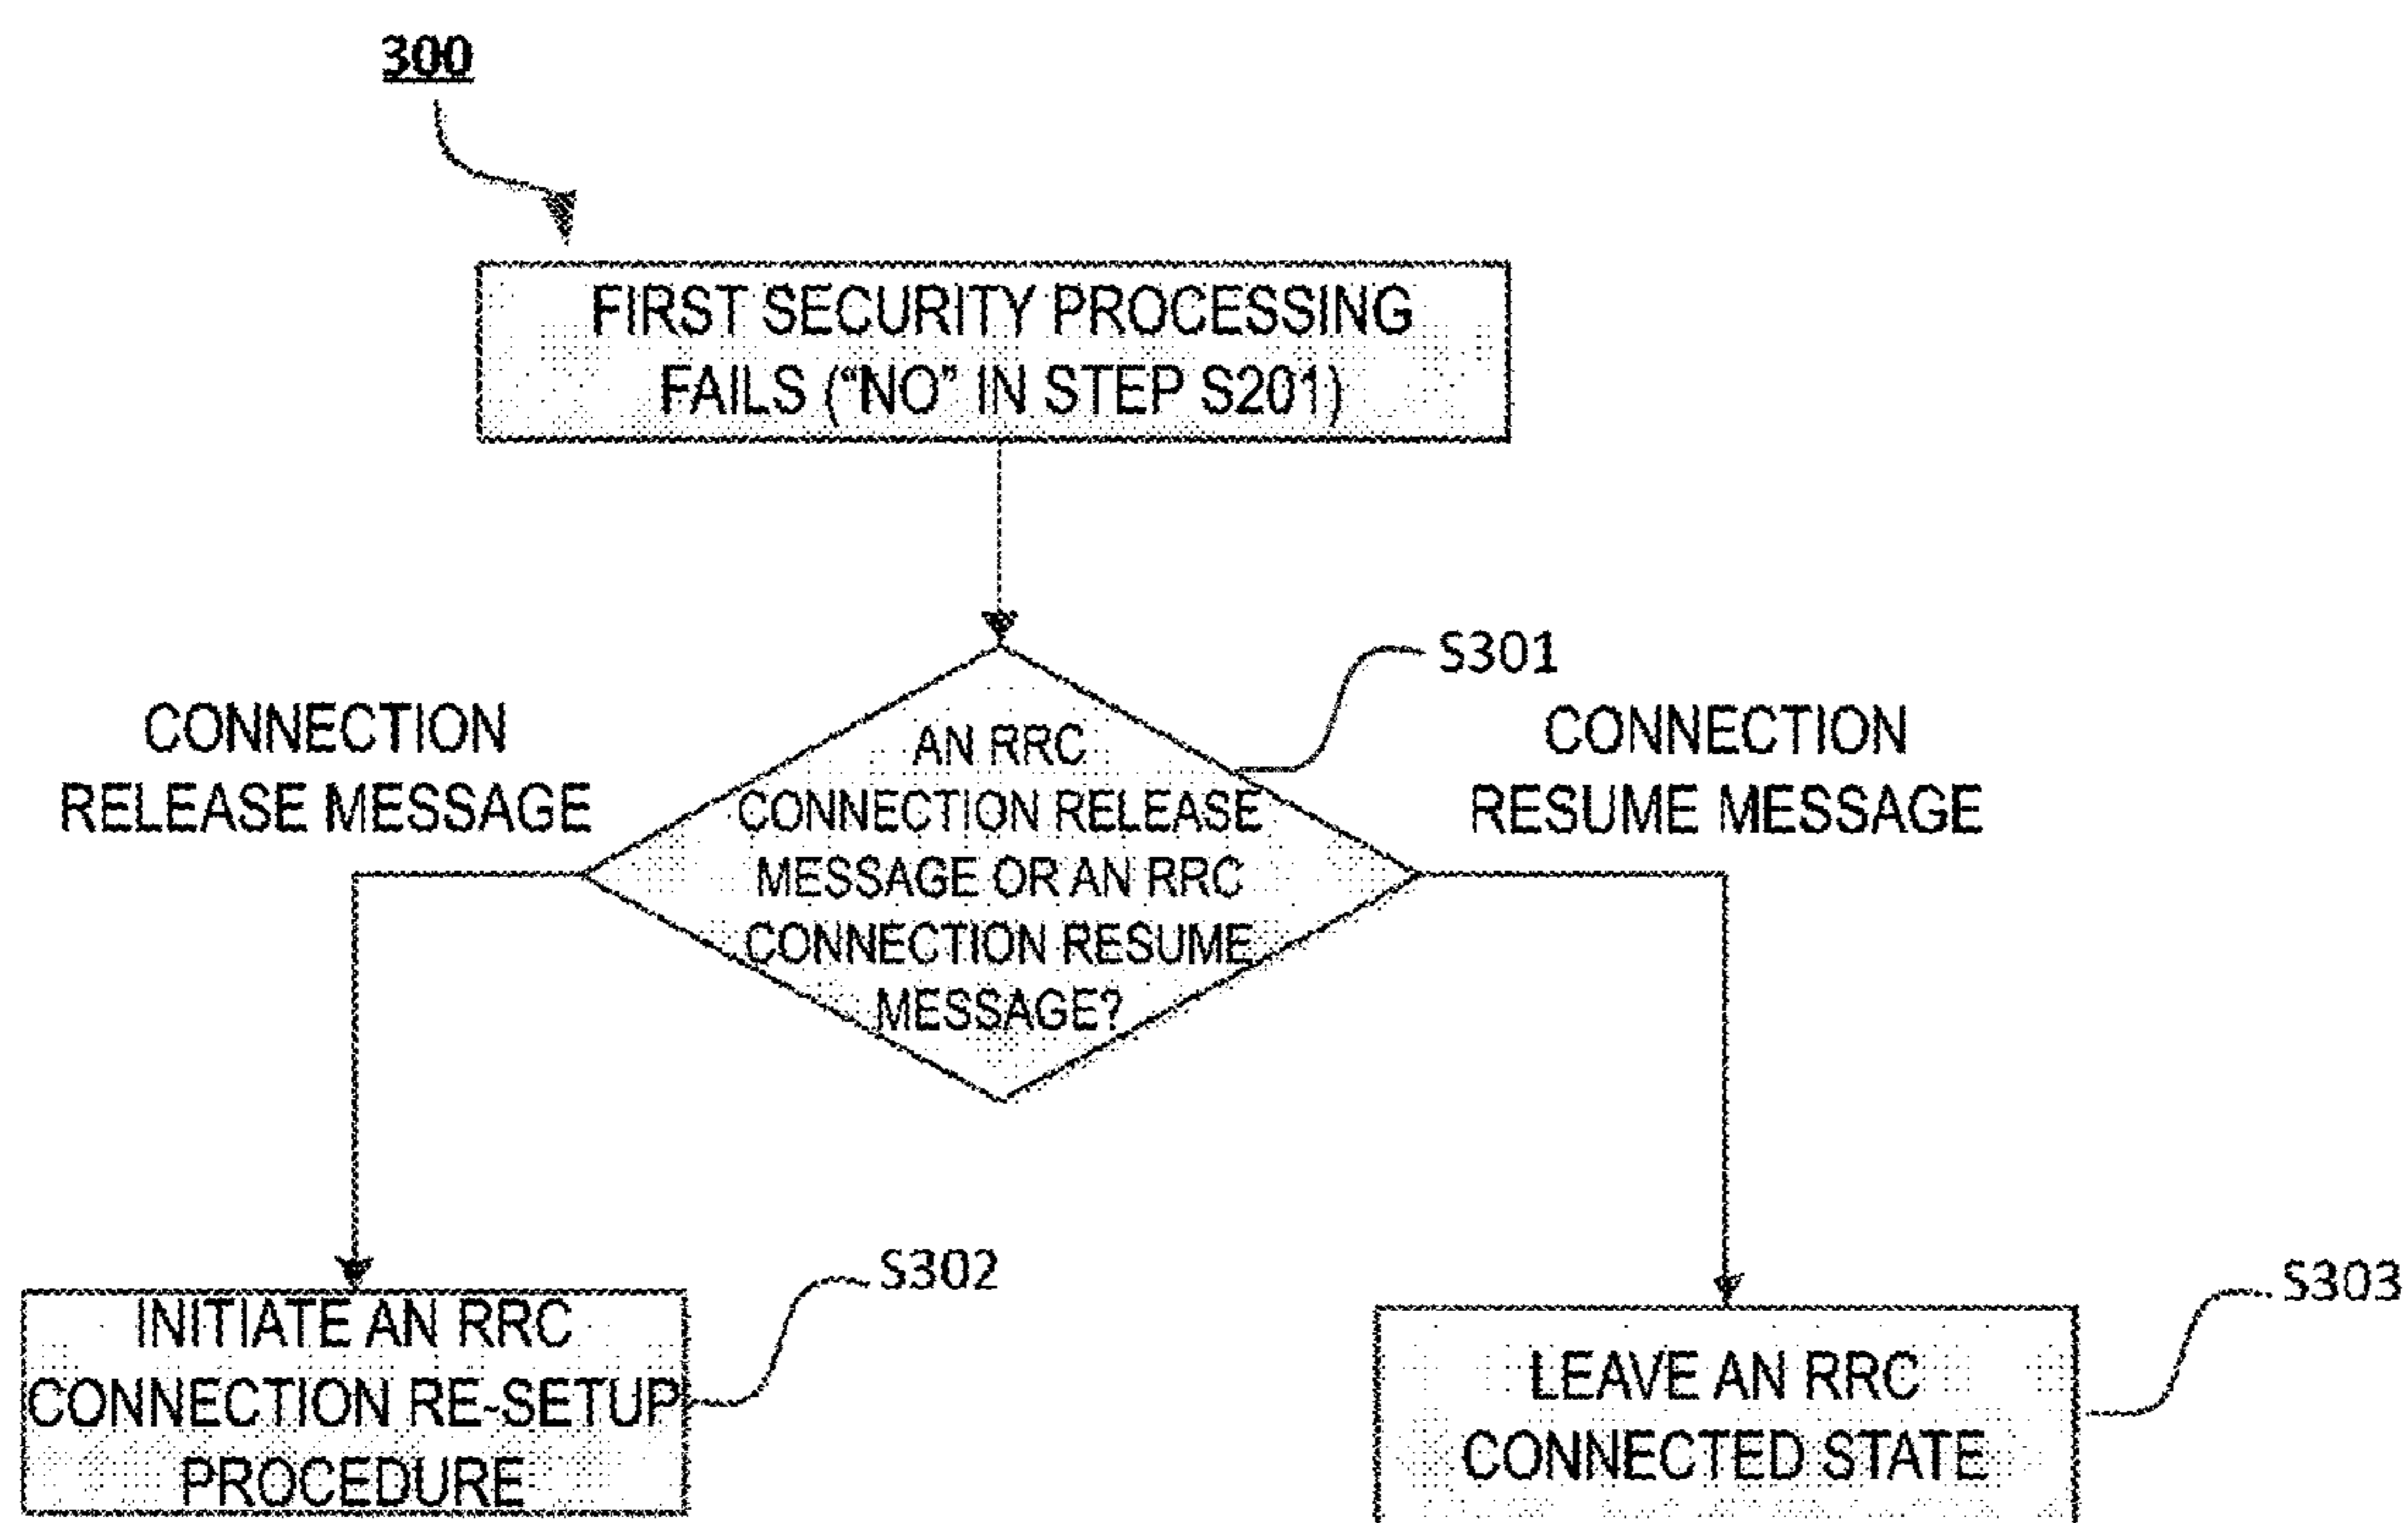 300
FIRST SECURITY PROCESSING
FAILS (“NO” IN STEP S201)
S301
CONNECTION
RELEASE MESSAGE
AN RRC
CONNECTION RELEASE
MESSAGE OR AN RRC
CONNECTION RESUME
MESSAGE?
CONNECTION
RESUME MESSAGE
S302
INITIATE AN RRC
CONNECTION RE-SETUP
PROCEDURE
S303
LEAVE AN RRC
CONNECTED STATE